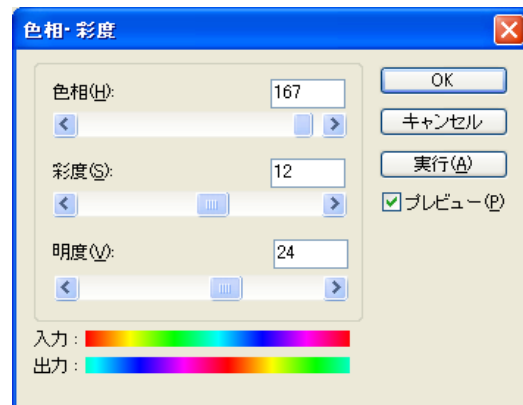 色相・彩度
色相(H):
167
彩度(S):
12
明度(V):
24
OK
キャンセル
実行(A)
プレビュー(P)
入力:
出力: